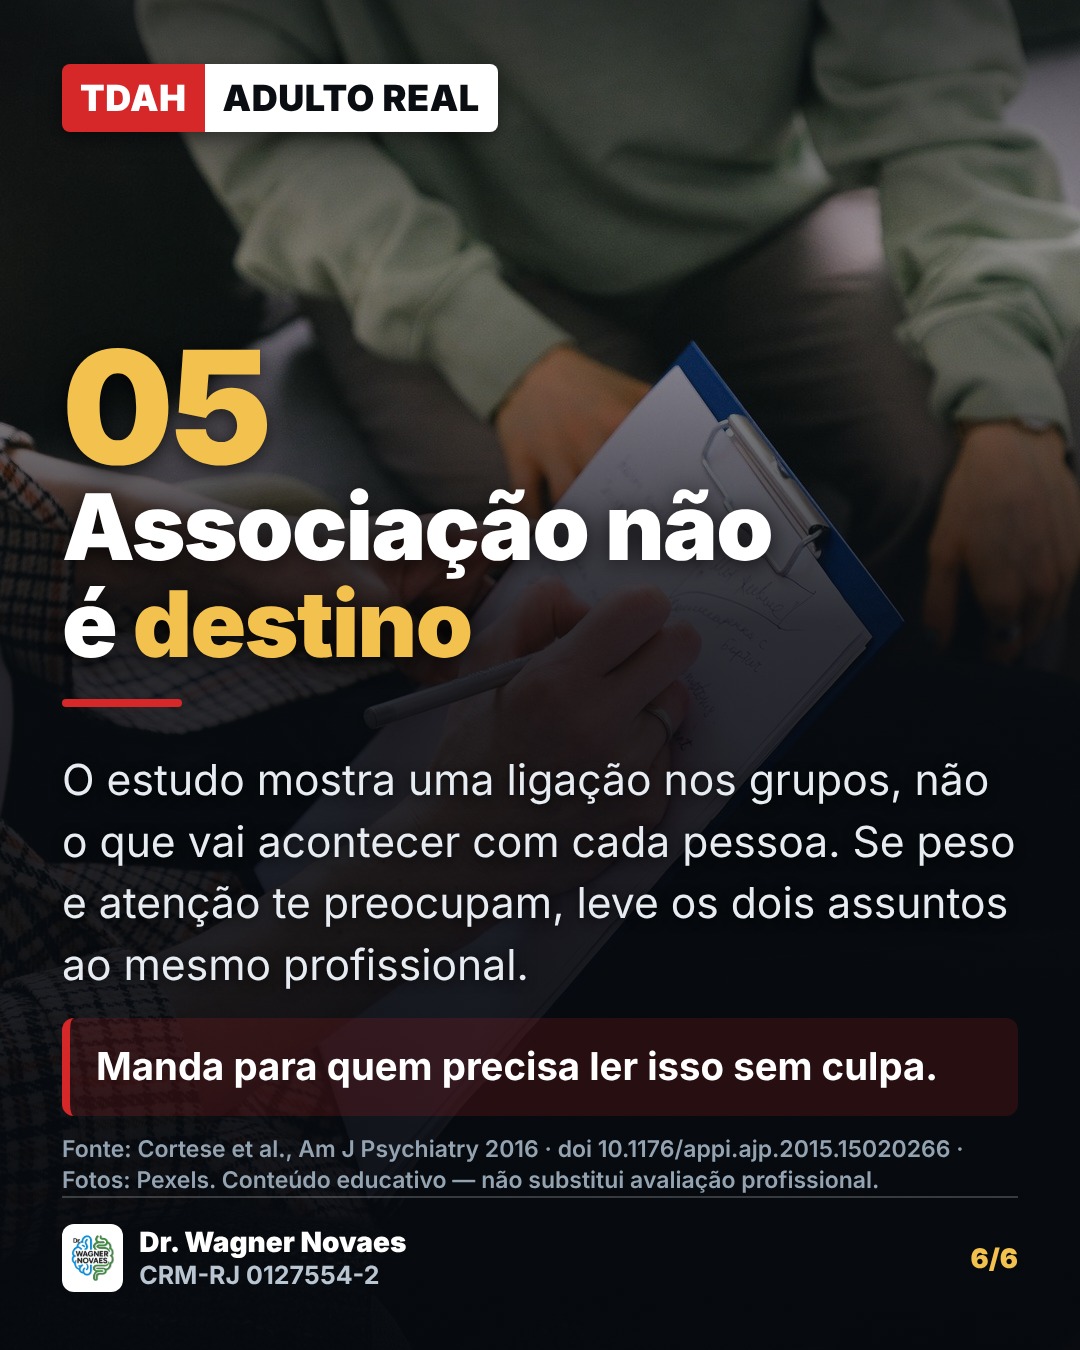 TDAH ADULTO REAL
05
Associação não
é destino
O estudo mostra uma ligação nos grupos, não
o que vai acontecer com cada pessoa. Se peso
e atenção te preocupam, leve os dois assuntos
ao mesmo profissional.
Manda para quem precisa ler isso sem culpa.
Fonte: Cortese et al., Am J Psychiatry 2016 · doi 10.1176/appi.ajp.2015.15020266 ·
Fotos: Pexels. Conteúdo educativo — não substitui avaliação profissional.
Dr. WAGNER NOVAES
Dr. Wagner Novaes
CRM-RJ 0127554-2
6/6